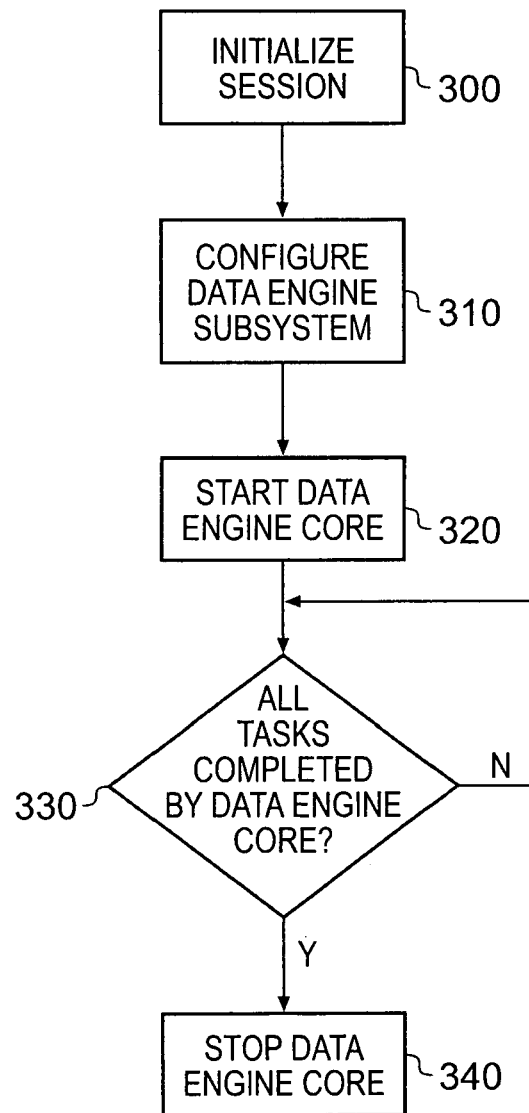 INITIALIZE
SESSION
300
CONFIGURE
DATA ENGINE
SUBSYSTEM
310
START DATA
ENGINE CORE
320
ALL
TASKS
COMPLETED
BY DATA ENGINE
CORE?
330
N
Y
STOP DATA
ENGINE CORE
340